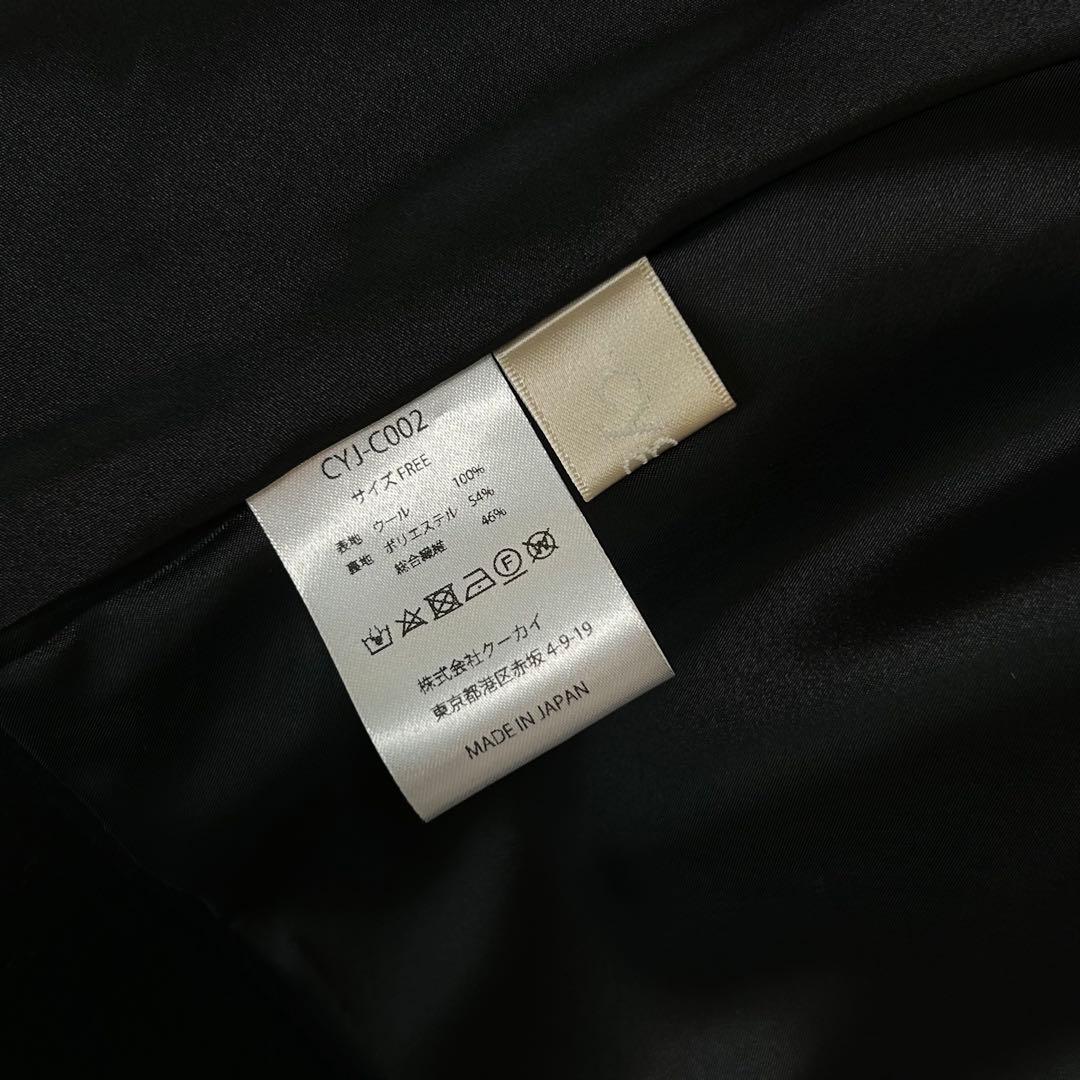 CYJ-C002
サイズ FREE
表地 ウール 100%
裏地 ポリエステル 54%
総合繊維 46%
F W
株式会社クーカイ
東京都港区赤坂 4-9-19
MADE IN JAPAN